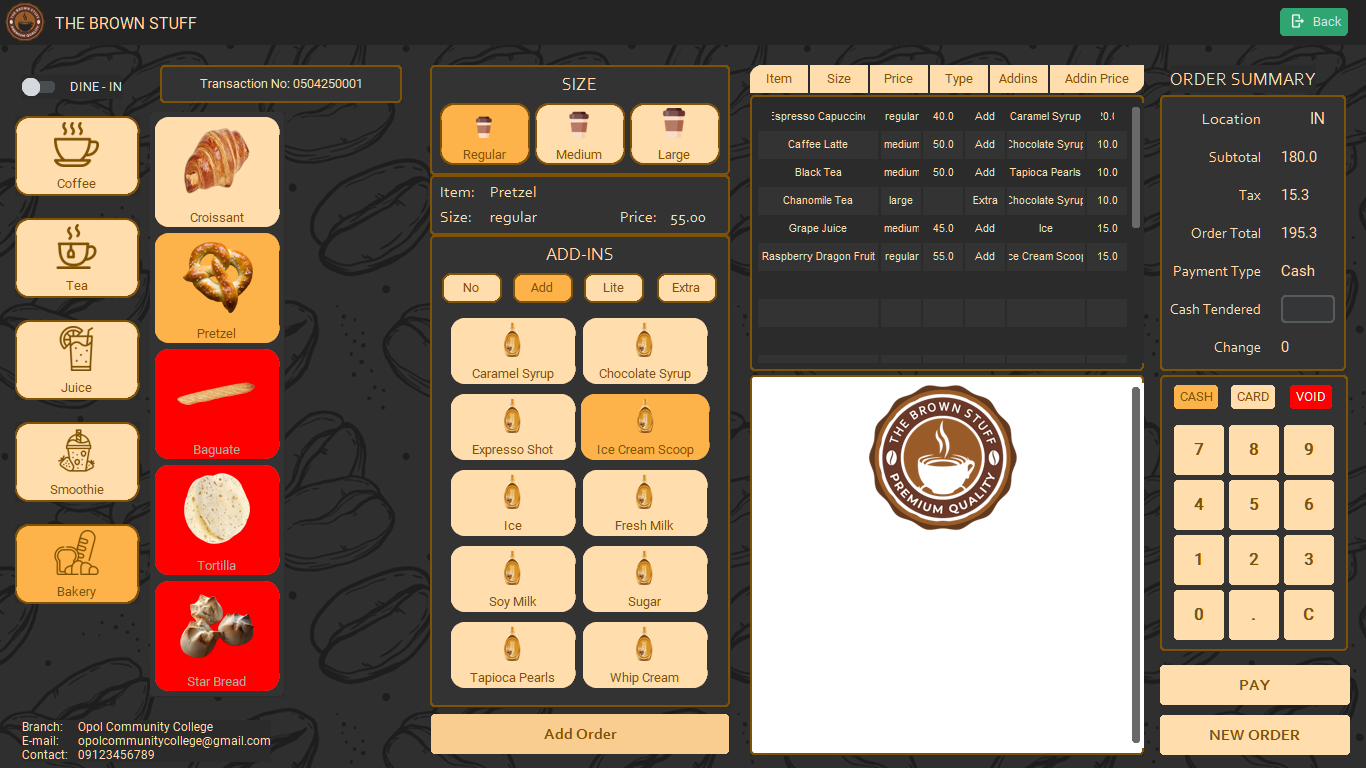 THE BROWN STUFF
Back
DINE - IN
Transaction No: 0504250001
Coffee
Tea
Juice
Smoothie
Bakery
Croissant
Pretzel
Baguate
Tortilla
Star Bread
Branch: Opol Community College
E-mail: opolcommunitycollege@gmail.com
Contact: 09123456789
SIZE
Regular Medium Large
Item: Pretzel
Size: regular Price: 55.00
ADD-INS
No Add Lite Extra
Caramel Syrup Chocolate Syrup
Expresso Shot Ice Cream Scoop
Ice Fresh Milk
Soy Milk Sugar
Tapioca Pearls Whip Cream
Add Order
Item Size Price Type Addins Addin Price
Espresso Capuccino regular 40.0 Add Caramel Syrup
Caffee Latte medium 50.0 Add Chocolate Syrup 10.0
Black Tea medium 50.0 Add Tapioca Pearls 10.0
Chanomile Tea large Extra Chocolate Syrup 10.0
Grape Juice medium 45.0 Add Ice 15.0
Raspberry Dragon Fruit regular 55.0 Add ce Cream Scoop 15.0
THE BROWN STUFF
PREMIUM QUALITY
ORDER SUMMARY
Location IN
Subtotal 180.0
Tax 15.3
Order Total 195.3
Payment Type Cash
Cash Tendered
Change 0
CASH CARD VOID
7 8 9
4 5 6
1 2 3
0 . C
PAY
NEW ORDER